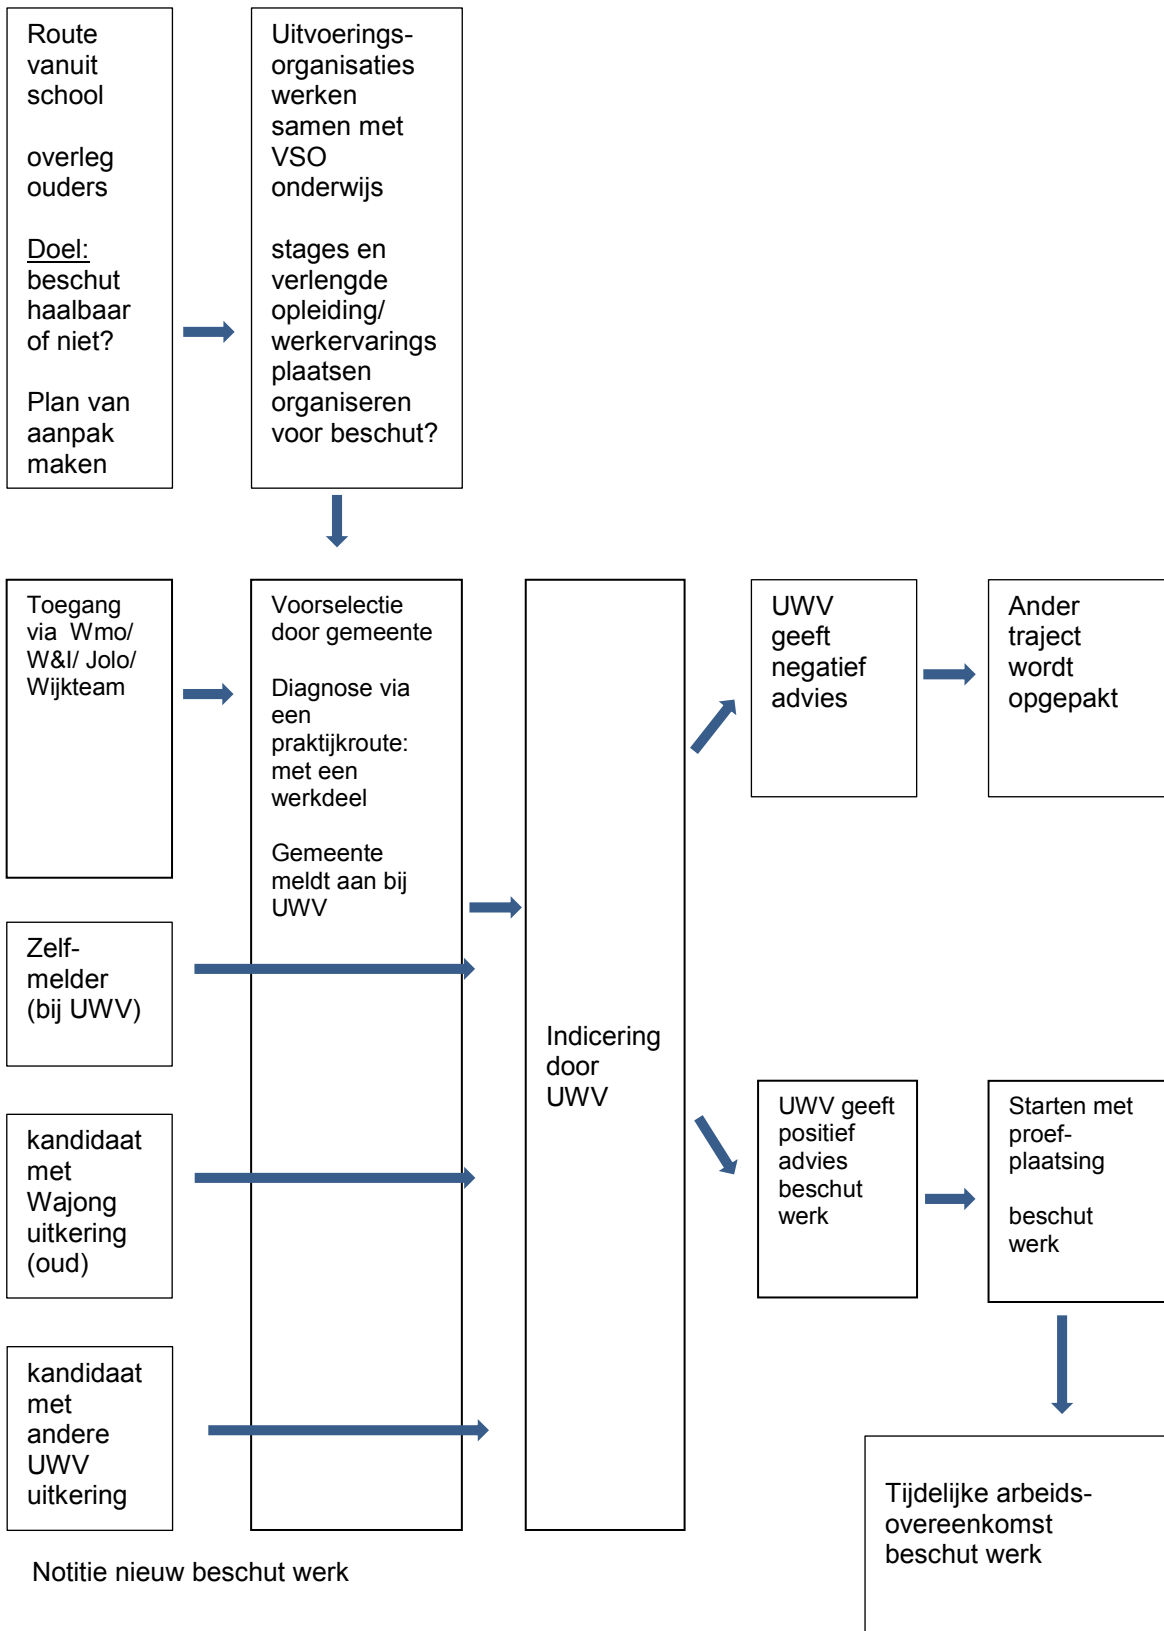 Route
vanuit
school
overleg
ouders
Doel:
beschut
haalbaar
of niet?
Plan van
aanpak
maken
Uitvoerings-
organisaties
werken
samen met
VSO
onderwijs
stages en
verlengde
opleiding/
werkervarings
plaatsen
organiseren
voor beschut?
Toegang
via Wmo/
W&I/ Jolo/
Wijkteam
Voorselectie
door gemeente
Diagnose via
een
praktijkroute:
met een
werkdeel
Gemeente
meldt aan bij
UWV
Zelf-
melder
(bij UWV)
kandidaat
met
Wajong
uitkering
(oud)
kandidaat
met
andere
UWV
uitkering
Indicering
door
UWV
UWV
geeft
negatief
advies
Ander
traject
wordt
opgepakt
UWV geeft
positief
advies
beschut
werk
Starten met
proef-
plaatsing
beschut
werk
Tijdelijke arbeids-
overeenkomst
beschut werk
Notitie nieuw beschut werk